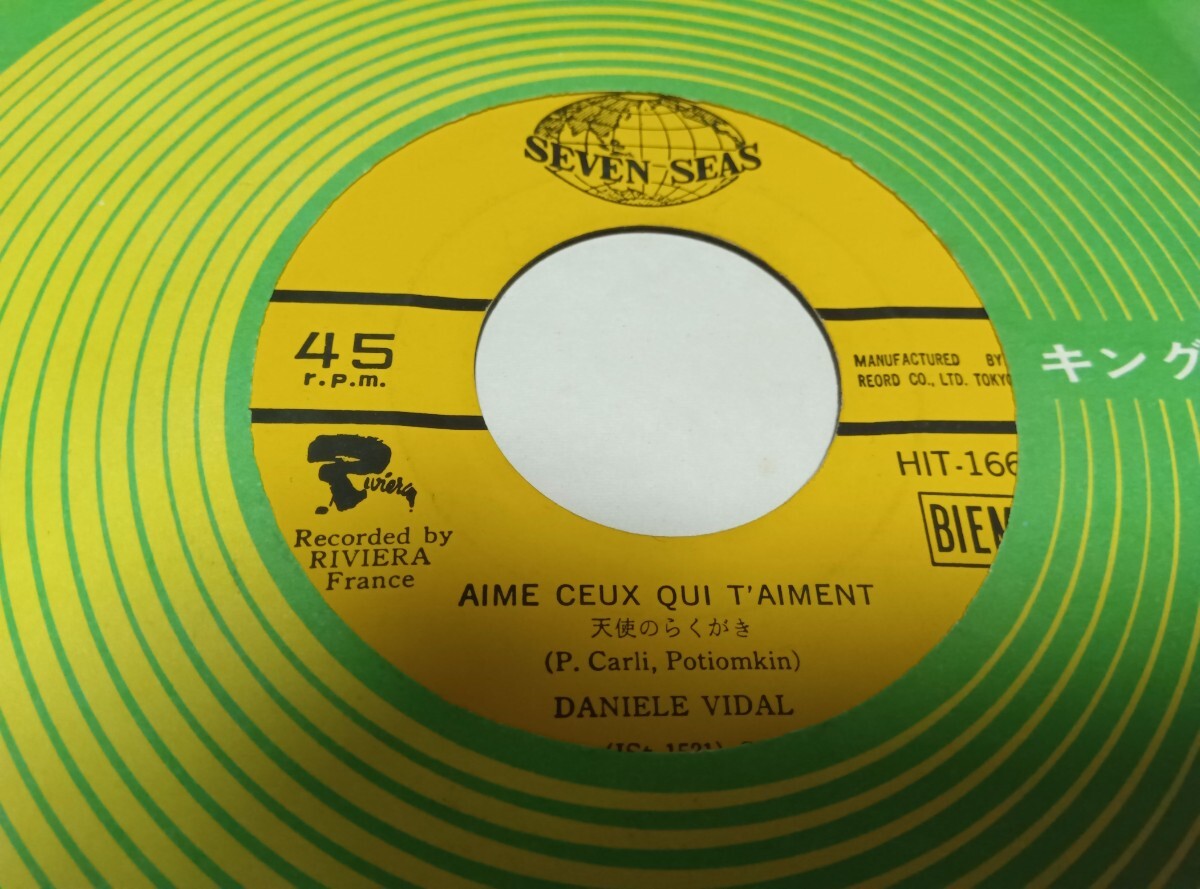 SEVEN SEAS
45
r.p.m.
MANUFACTURED BY
REORD CO., LTD. TOKYO
キング
HIT-166
BIEM
Riviera
Recorded by
RIVIERA
France
AIME CEUX QUI T'AIMENT
天使のらくがき
(P. Carli, Potiomkin)
DANIELE VIDAL